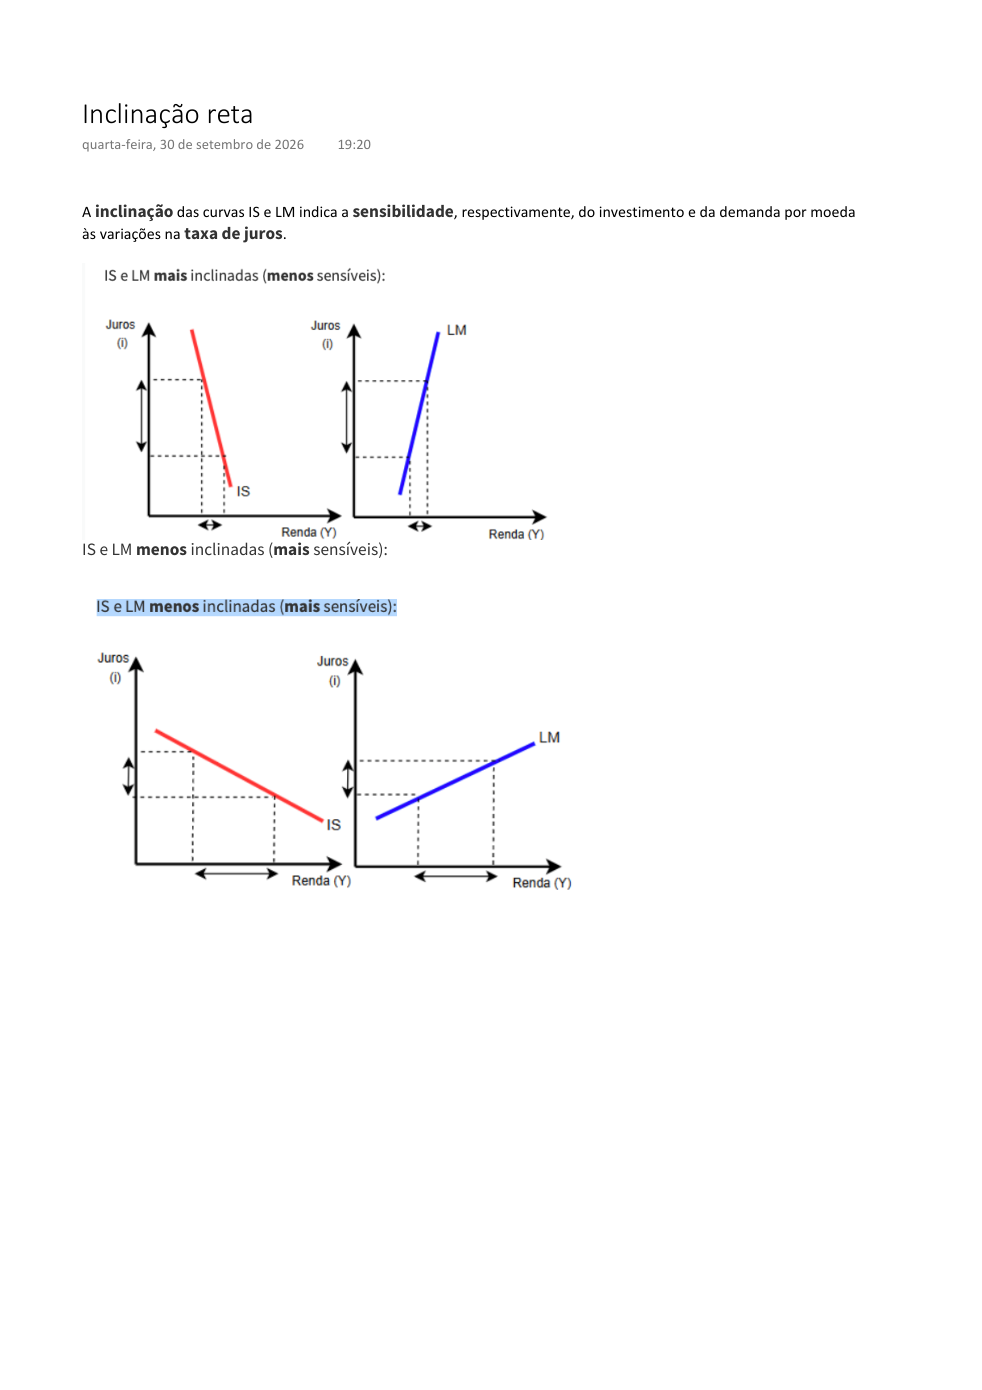 Inclinação reta
quarta-feira, 30 de setembro de 2026 19:20
A inclinação das curvas IS e LM indica a sensibilidade, respectivamente, do investimento e da demanda por moeda
às variações na taxa de juros.
IS e LM mais inclinadas (menos sensíveis):
Juros
(i)
IS
Renda (Y)
Juros
(i)
LM
Renda (Y)
IS e LM menos inclinadas (mais sensíveis):
IS e LM menos inclinadas (mais sensíveis):
Juros
(i)
IS
Renda (Y)
Juros
(i)
LM
Renda (Y)